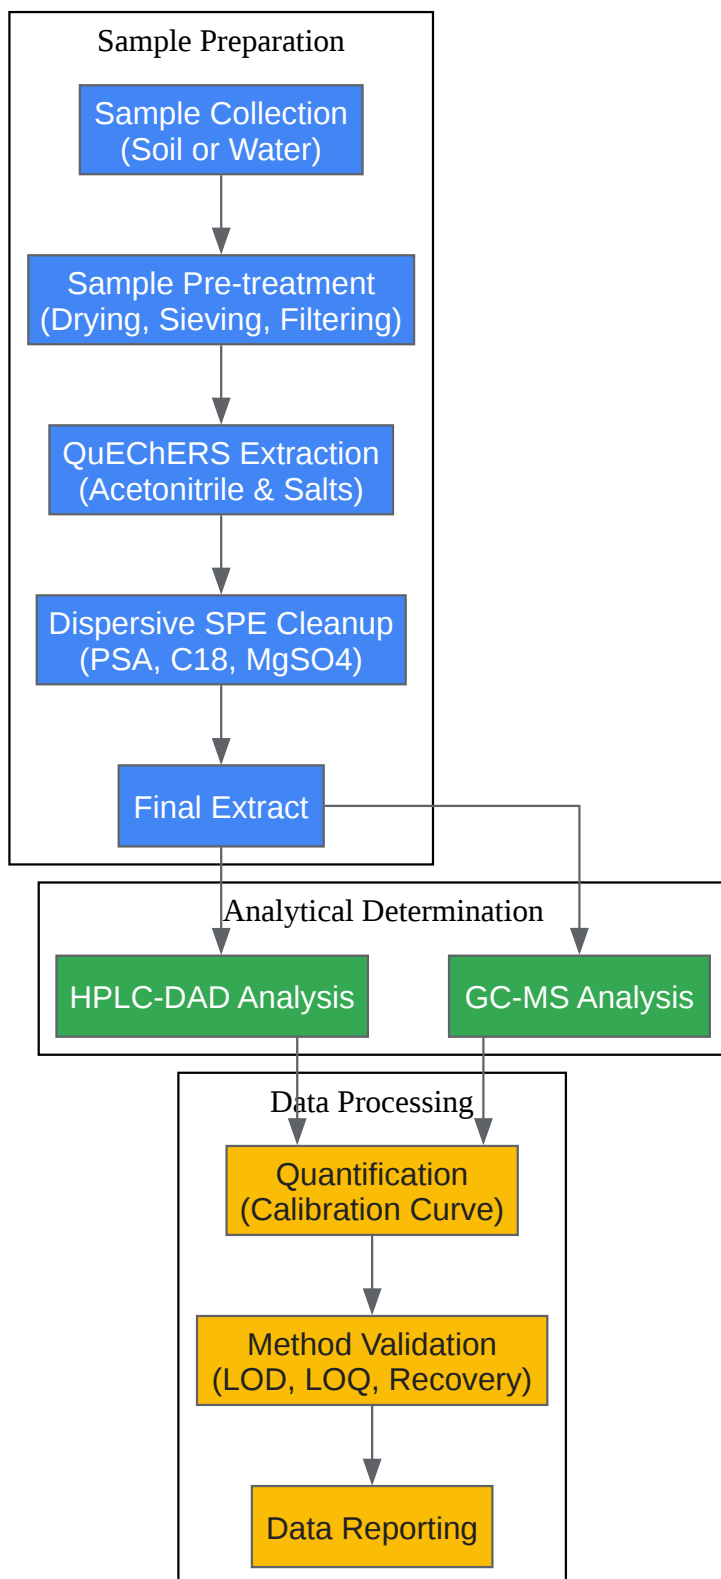 Sample Preparation
Sample Collection
(Soil or Water)
Sample Pre-treatment
(Drying, Sieving, Filtering)
QuEChERS Extraction
(Acetonitrile & Salts)
Dispersive SPE Cleanup
(PSA, C18, MgSO4)
Final Extract
Analytical Determination
HPLC-DAD Analysis
GC-MS Analysis
Data Processing
Quantification
(Calibration Curve)
Method Validation
(LOD, LOQ, Recovery)
Data Reporting